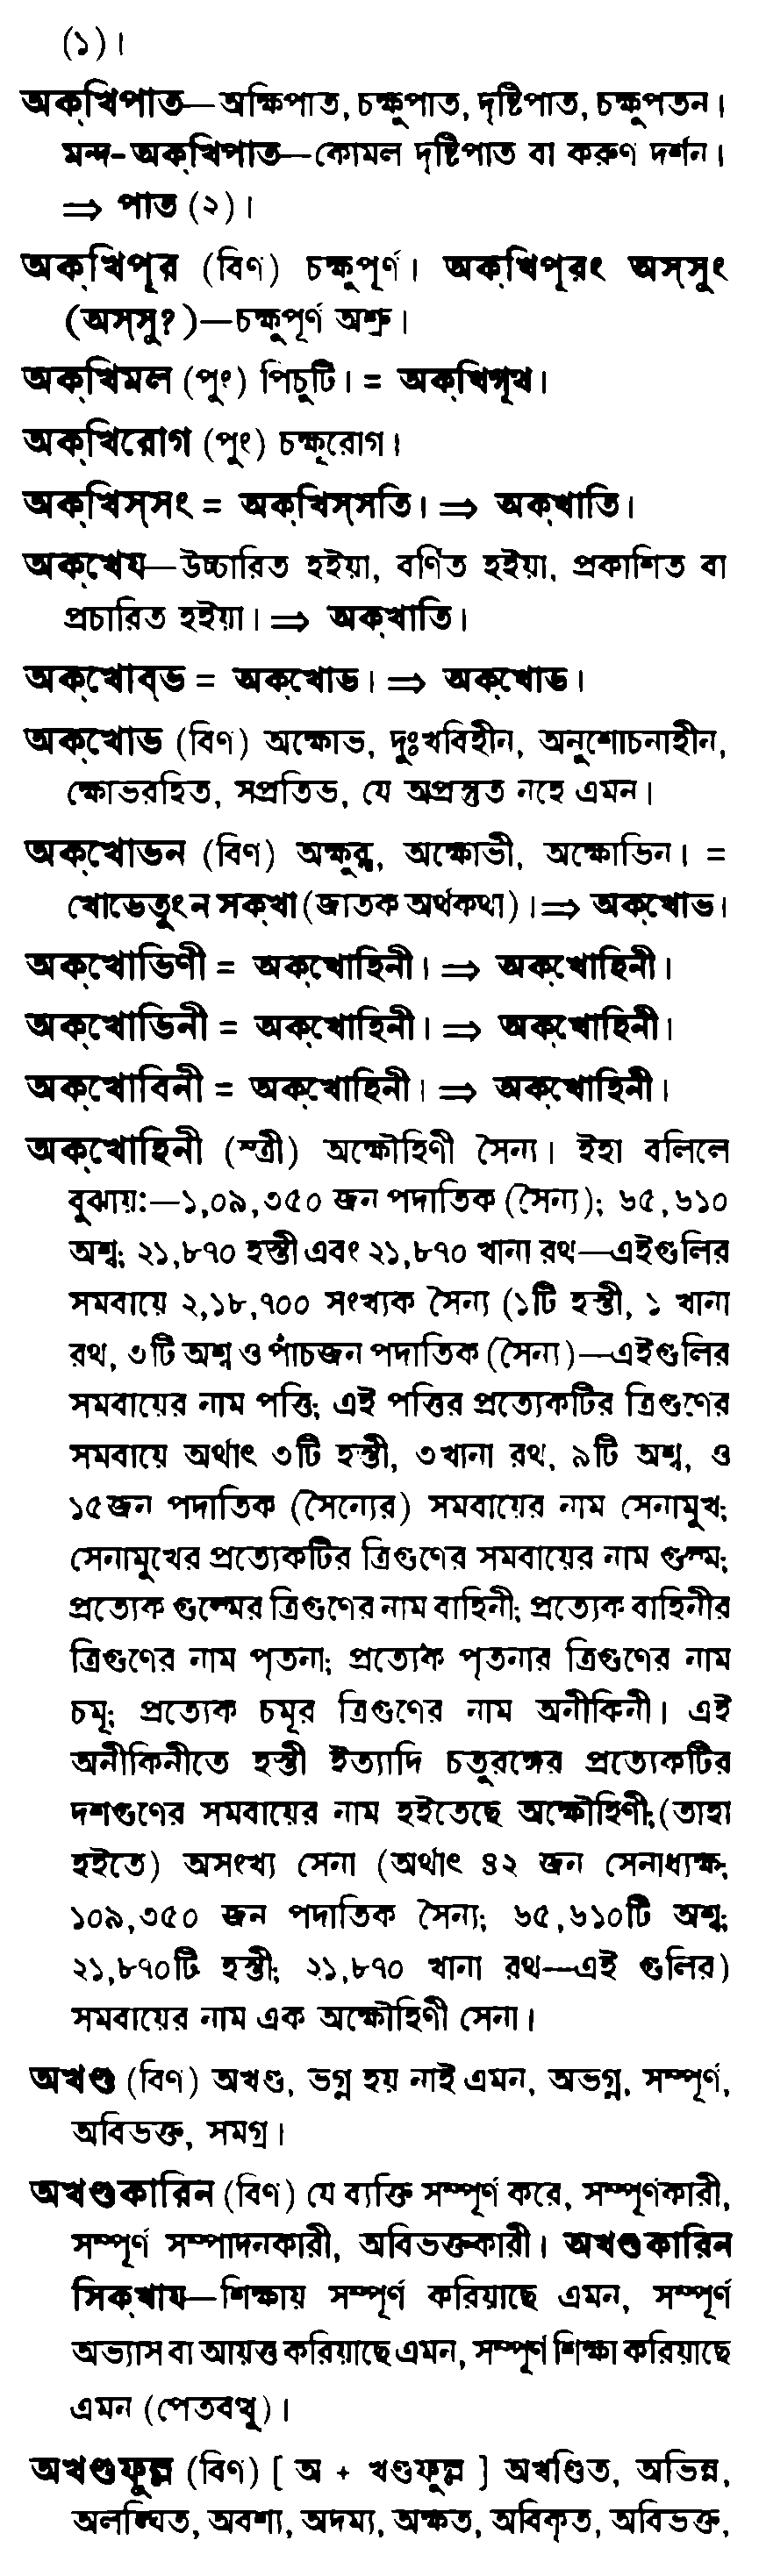 (১)।
অক্‌খিপাত—অক্ষিপাত, চক্ষুপাত, দৃষ্টিপাত, চক্ষুপতন।
মন্দ-অক্‌খিপাত—কোমল দৃষ্টিপাত বা করুণ দর্শন।
⇒ পাত (২)।
অক্‌খিপূর (বিণ) চক্ষুপূর্ণ। অক্‌খিপূরং অস্‌সুং
(অস্‌সু?)—চক্ষুপূর্ণ অশ্রু।
অক্‌খিমল (পুং) পিচুটি। = অক্‌খিগূথ।
অক্‌খিরোগ (পুং) চক্ষূরোগ।
অক্‌খিস্‌সং = অক্‌খিস্‌সতি। ⇒ অক্‌খাতি।
অক্‌খেয—উচ্চারিত হইয়া, বর্ণিত হইয়া, প্রকাশিত বা
প্রচারিত হইয়া। ⇒ অক্‌খাতি।
অক্‌খোব্‌ভ = অক্‌খোভ। ⇒ অক্‌খোভ।
অক্‌খোভ (বিণ) অক্ষোভ, দুঃখবিহীন, অনুশোচনাহীন,
ক্ষোভরহিত, সপ্রতিভ, যে অপ্রস্তুত নহে এমন।
অক্‌খোভন (বিণ) অক্ষুব্ধ, অক্ষোভী, অক্ষোভিন। =
খোভেতুং ন সক্‌খা (জাতক অর্থকথা)। ⇒ অক্‌খোভ।
অক্‌খোভিণী = অক্‌খোহিনী। ⇒ অক্‌খোহিনী।
অক্‌খোভিনী = অক্‌খোহিনী। ⇒ অক্‌খোহিনী।
অক্‌খোবিনী = অক্‌খোহিনী। ⇒ অক্‌খোহিনী।
অক্‌খোহিনী (স্ত্রী) অক্ষৌহিণী সৈন্য। ইহা বলিলে
বুঝায়:—১,০৯,৩৫০ জন পদাতিক (সৈন্য); ৬৫,৬১০
অশ্ব; ২১,৮৭০ হস্তী এবং ২১,৮৭০ খানা রথ—এইগুলির
সমবায়ে ২,১৮,৭০০ সংখ্যক সৈন্য (১টি হস্তী, ১ খানা
রথ, ৩টি অশ্ব ও পাঁচজন পদাতিক (সৈন্য)—এইগুলির
সমবায়ের নাম পত্তি; এই পত্তির প্রত্যেকটির ত্রিগুণের
সমবায়ে অর্থাৎ ৩টি হস্তী, ৩খানা রথ, ৯টি অশ্ব, ও
১৫জন পদাতিক (সৈন্যের) সমবায়ের নাম সেনামুখ;
সেনামুখের প্রত্যেকটির ত্রিগুণের সমবায়ের নাম গুল্ম;
প্রত্যেক গুল্মের ত্রিগুণের নাম বাহিনী; প্রত্যেক বাহিনীর
ত্রিগুণের নাম পৃতনা; প্রত্যেক পৃতনার ত্রিগুণের নাম
চমূ; প্রত্যেক চমূর ত্রিগুণের নাম অনীকিনী। এই
অনীকিনীতে হস্তী ইত্যাদি চতুরঙ্গের প্রত্যেকটির
দশগুণের সমবায়ের নাম হইতেছে অক্ষৌহিণী; (তাহা
হইতে) অসংখ্য সেনা (অর্থাৎ ৪২ জন সেনাধ্যক্ষ;
১০৯,৩৫০ জন পদাতিক সৈন্য; ৬৫,৬১০টি অশ্ব;
২১,৮৭০টি হস্তী; ২১,৮৭০ খানা রথ—এই গুলির)
সমবায়ের নাম এক অক্ষৌহিণী সেনা।
অখণ্ড (বিণ) অখণ্ড, ভগ্ন হয় নাই এমন, অভগ্ন, সম্পূর্ণ,
অবিভক্ত, সমগ্র।
অখণ্ডকারিন (বিণ) যে ব্যক্তি সম্পূর্ণ করে, সম্পূর্ণকারী,
সম্পূর্ণ সম্পাদনকারী, অবিভক্তকারী। অখণ্ডকারিন
সিক্‌খায—শিক্ষায় সম্পূর্ণ করিয়াছে এমন, সম্পূর্ণ
অভ্যাস বা আয়ত্ত করিয়াছে এমন, সম্পূর্ণ শিক্ষা করিয়াছে
এমন (পেতবত্থু)।
অখণ্ডফুল্ল (বিণ) [ অ + খণ্ডফুল্ল ] অখণ্ডিত, অভিন্ন,
অলঙ্ঘিত, অবশ্য, অদম্য, অক্ষত, অবিকৃত, অবিভক্ত,